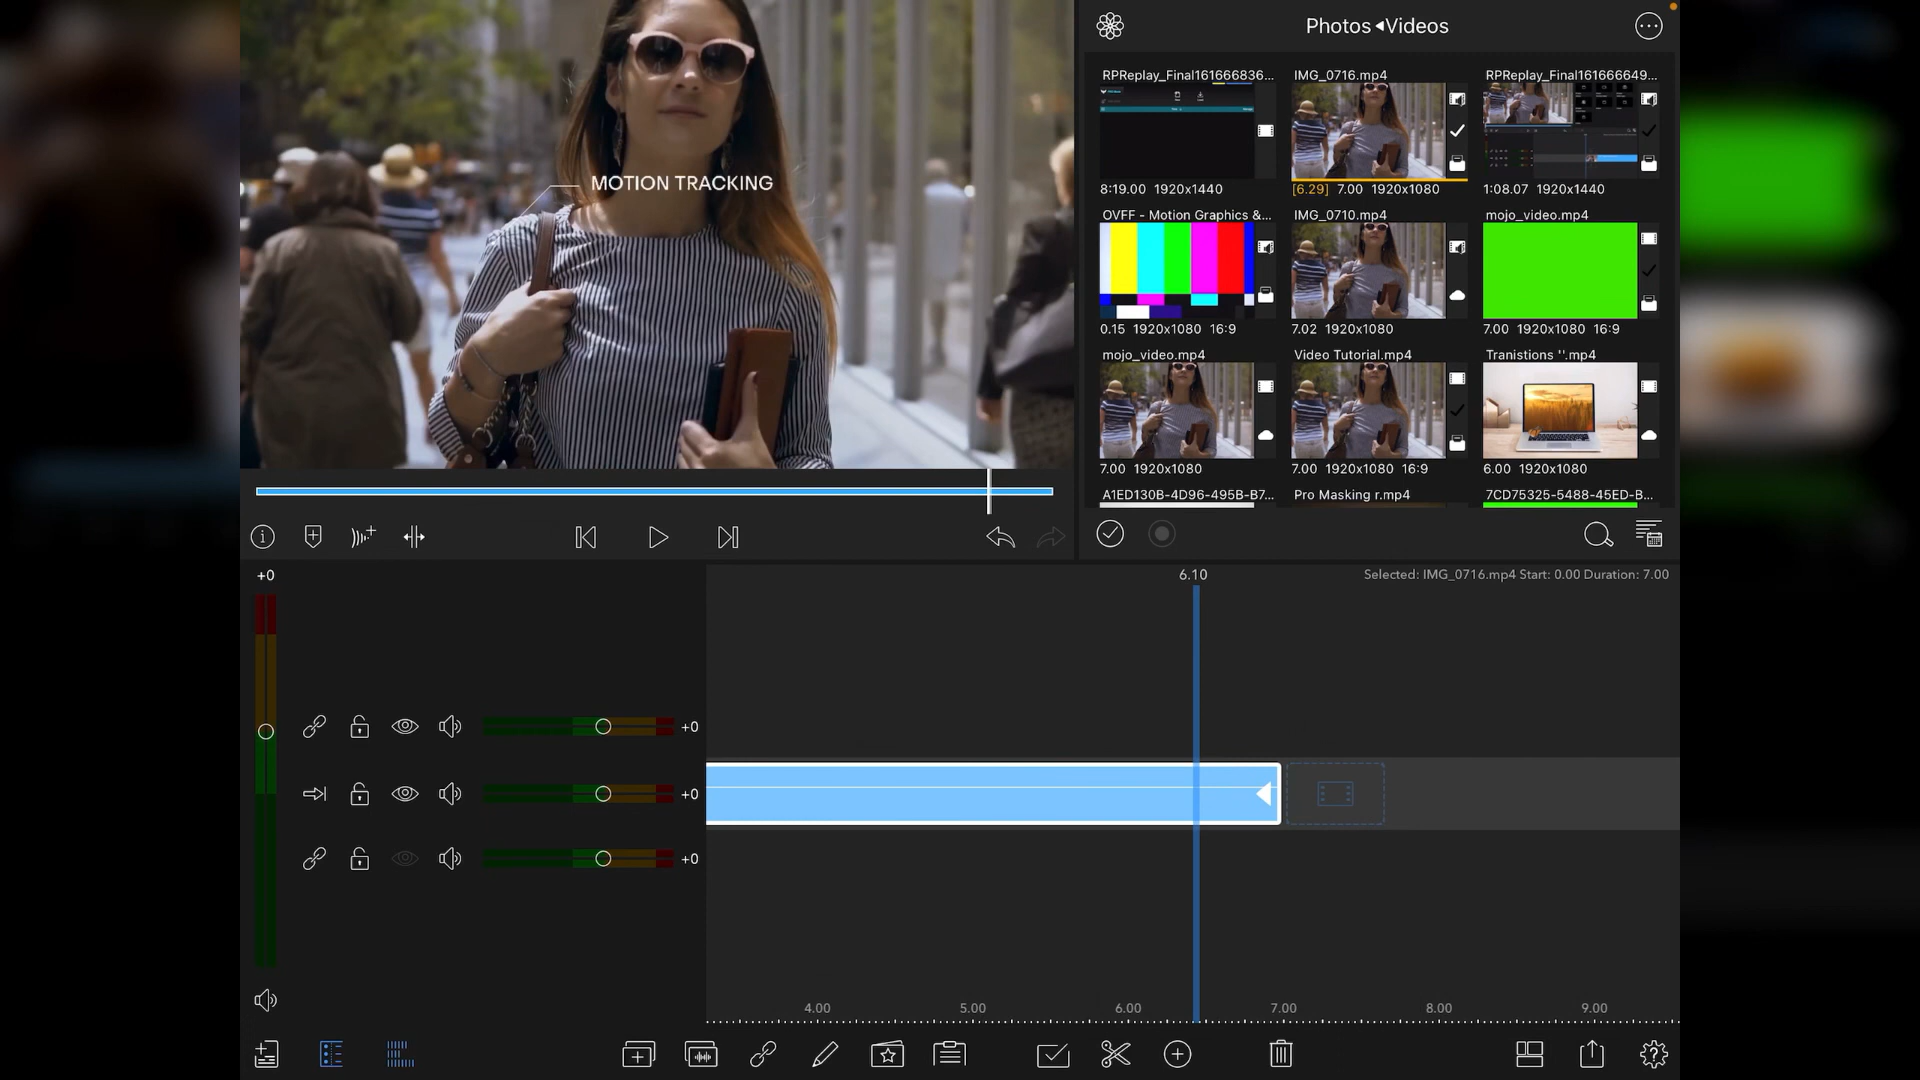 MOTION TRACKING
Photos◂Videos
RPReplay_Final161666836...
IMG_0716.mp4
RPReplay_Final161666649...
8:19.00 1920x1440
[6.29] 7.00 1920x1080
1:08.07 1920x1440
OVFF - Motion Graphics &...
IMG_0710.mp4
mojo_video.mp4
0.15 1920x1080 16:9
7.02 1920x1080
7.00 1920x1080 16:9
mojo_video.mp4
Video Tutorial.mp4
Tranistions ''.mp4
7.00 1920x1080
7.00 1920x1080 16:9
6.00 1920x1080
A1ED130B-4D96-495B-B7...
Pro Masking r.mp4
7CD75325-5488-45ED-B...
+0
6.10
Selected: IMG_0716.mp4 Start: 0.00 Duration: 7.00
+0
+0
+0
4.00 5.00 6.00 7.00 8.00 9.00